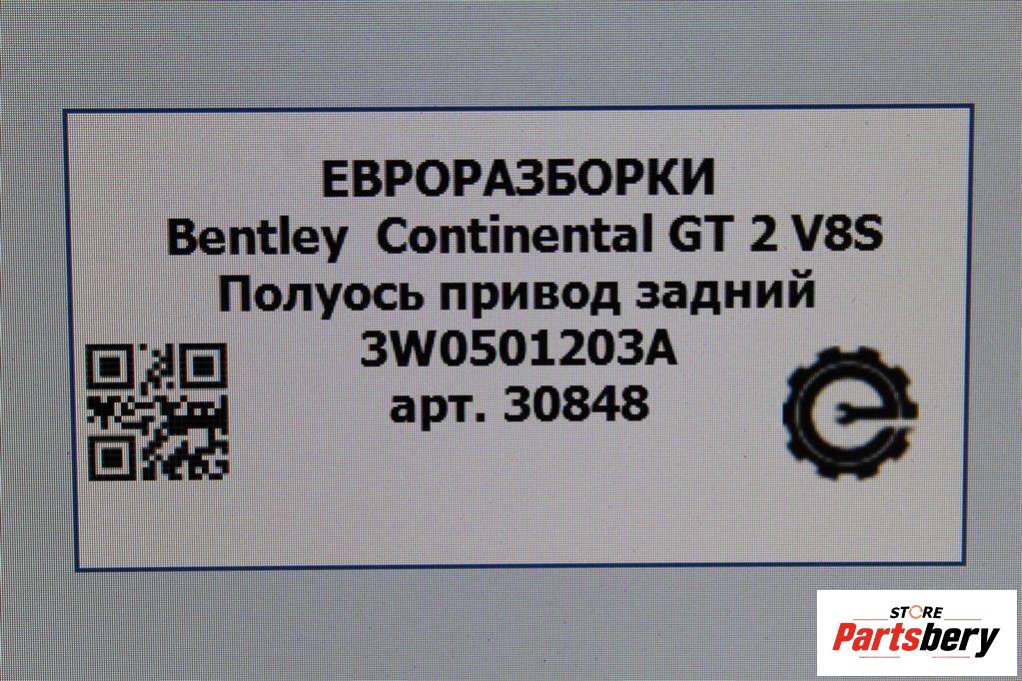 ЕВРОРАЗБОРКИ
Bentley Continental GT 2 V8S
Полуось привод задний
3W0501203A
арт. 30848
STORE
Partsbery